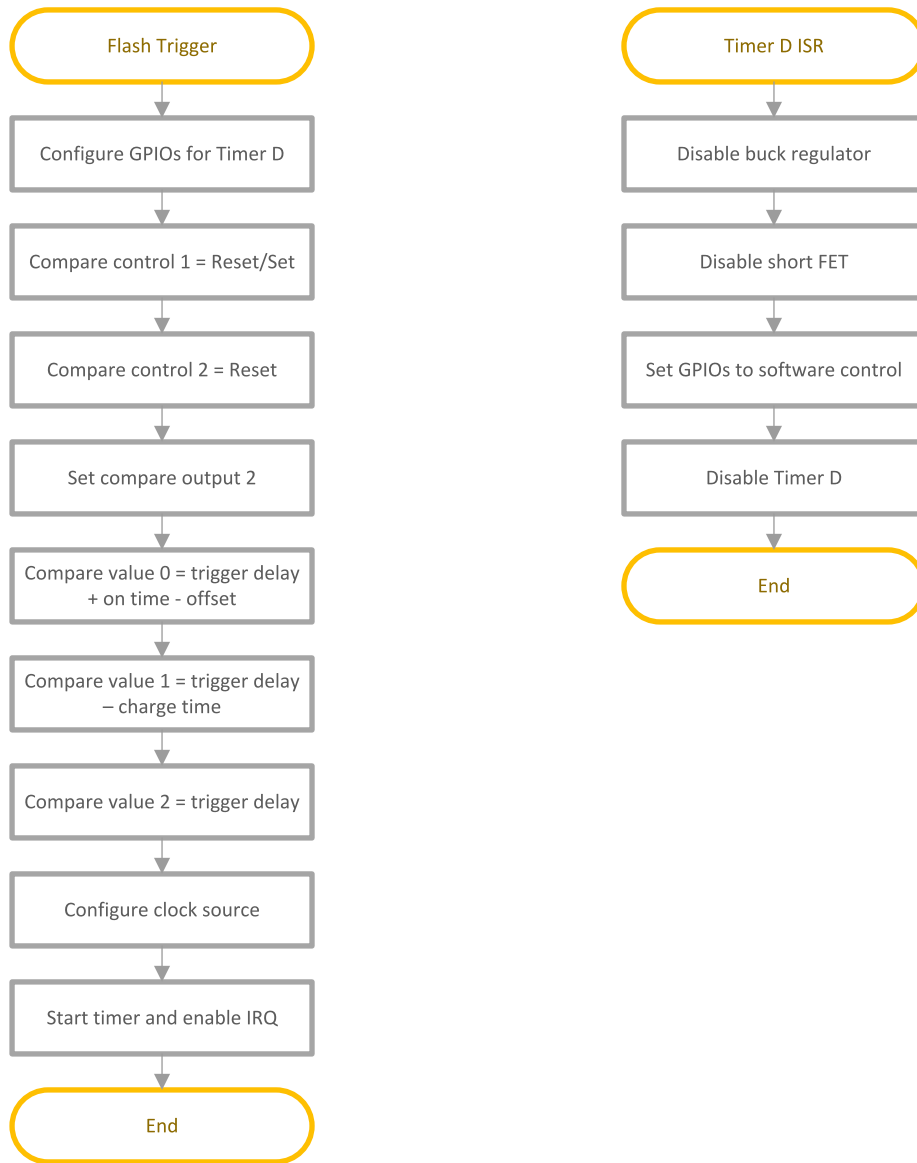 Flash Trigger
Configure GPIOs for Timer D
Compare control 1 = Reset/Set
Compare control 2 = Reset
Set compare output 2
Compare value 0 = trigger delay
+ on time - offset
Compare value 1 = trigger delay
– charge time
Compare value 2 = trigger delay
Configure clock source
Start timer and enable IRQ
End
Timer D ISR
Disable buck regulator
Disable short FET
Set GPIOs to software control
Disable Timer D
End